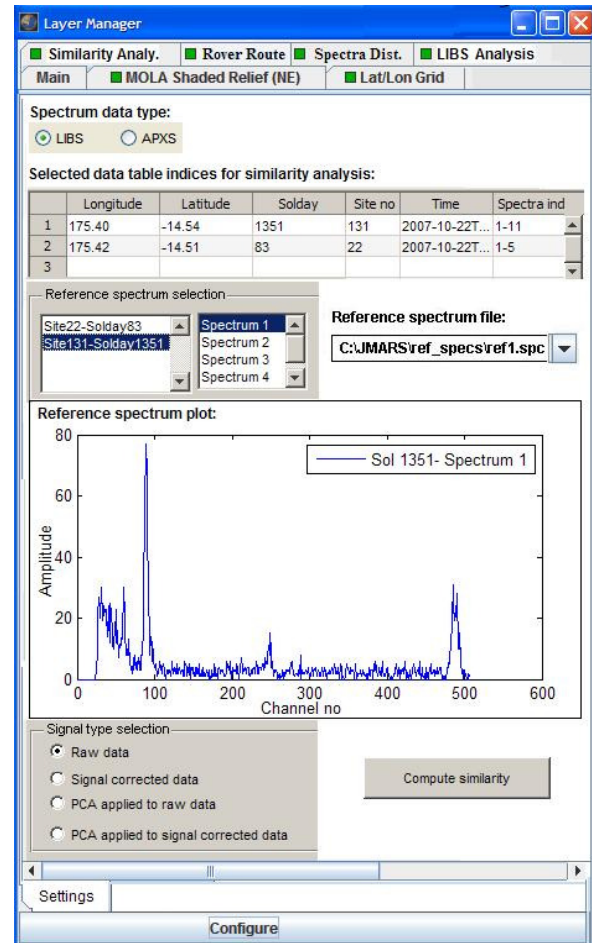 Layer Manager
Similarity Analy. Rover Route Spectra Dist. LIBS Analysis
Main MOLA Shaded Relief (NE) Lat/Lon Grid
Spectrum data type:
LIBS APXS
Selected data table indices for similarity analysis:
Longitude Latitude Solday Site no Time Spectra ind
1 175.40 -14.54 1351 131 2007-10-22T... 1-11
2 175.42 -14.51 83 22 2007-10-22T... 1-5
3
Reference spectrum selection
Site22-Solday83
Site131-Solday1351
Spectrum 1
Spectrum 2
Spectrum 3
Spectrum 4
Reference spectrum file:
C:\JMARS\ref_specs\ref1.spc
Reference spectrum plot:
80
60
40
20
0
Amplitude
Sol 1351- Spectrum 1
0 100 200 300 400 500 600
Channel no
Signal type selection
Raw data
Signal corrected data
PCA applied to raw data
PCA applied to signal corrected data
Compute similarity
Settings
Configure